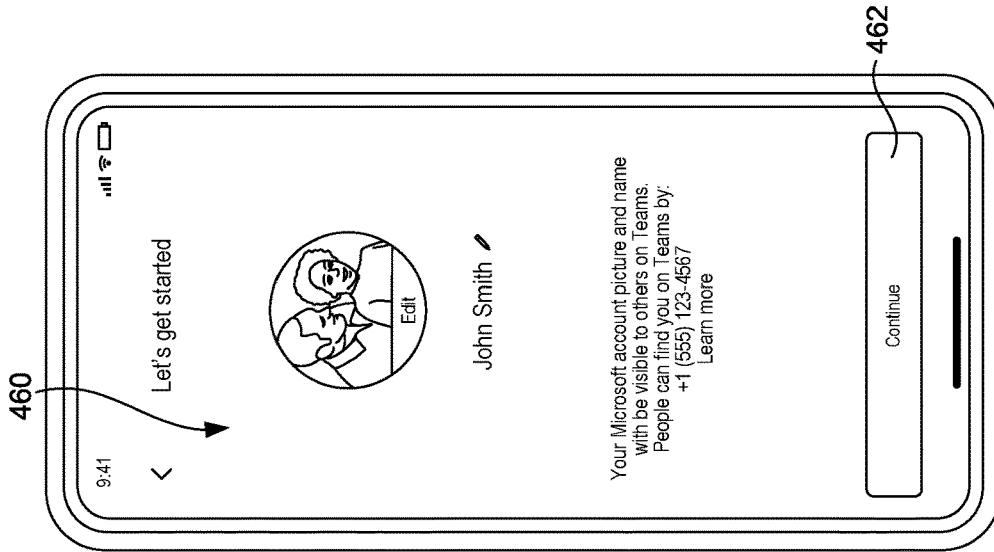 460
9:41
Let's get started
Edit
John Smith
Your Microsoft account picture and name
with be visible to others on Teams.
People can find you on Teams by:
+1 (555) 123-4567
Learn more
Continue
462